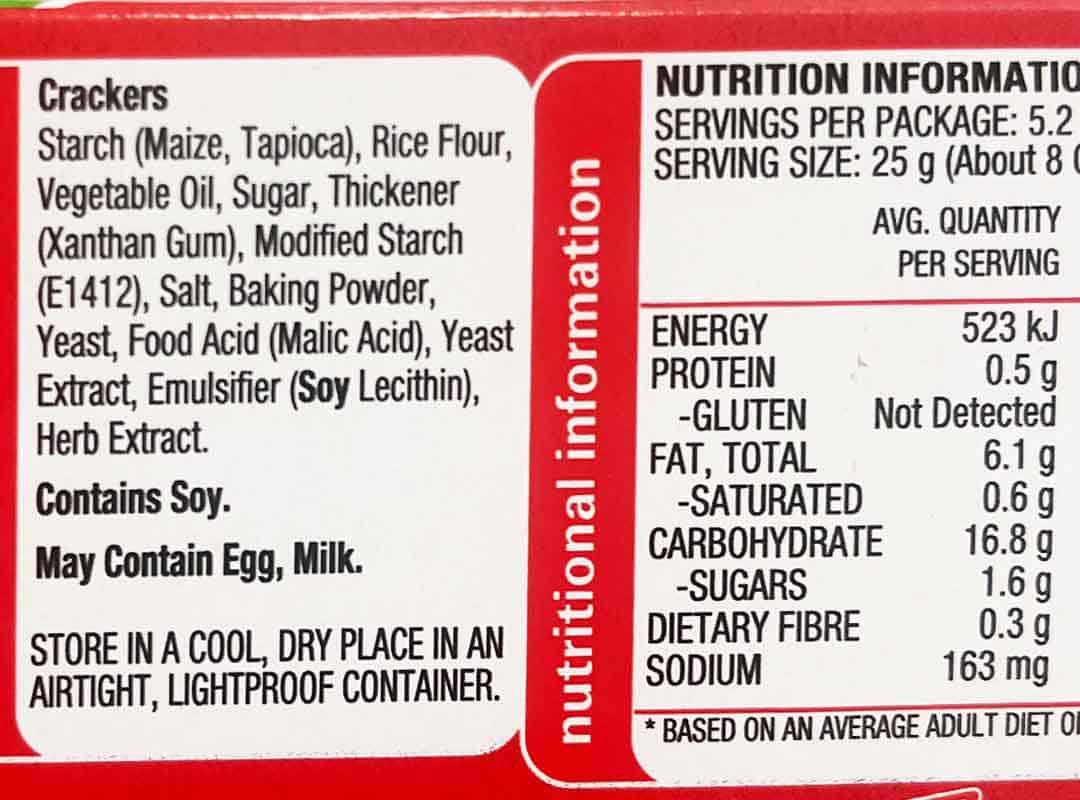 Crackers
Starch (Maize, Tapioca), Rice Flour,
Vegetable Oil, Sugar, Thickener
(Xanthan Gum), Modified Starch
(E1412), Salt, Baking Powder,
Yeast, Food Acid (Malic Acid), Yeast
Extract, Emulsifier (Soy Lecithin),
Herb Extract.
Contains Soy.
May Contain Egg, Milk.
STORE IN A COOL, DRY PLACE IN AN
AIRTIGHT, LIGHTPROOF CONTAINER.
nutritional information
NUTRITION INFORMATIO
SERVINGS PER PACKAGE: 5.2
SERVING SIZE: 25 g (About 8
AVG. QUANTITY
PER SERVING
ENERGY 523 kJ
PROTEIN 0.5 g
-GLUTEN Not Detected
FAT, TOTAL 6.1 g
-SATURATED 0.6 g
CARBOHYDRATE 16.8 g
-SUGARS 1.6 g
DIETARY FIBRE 0.3 g
SODIUM 163 mg
* BASED ON AN AVERAGE ADULT DIET